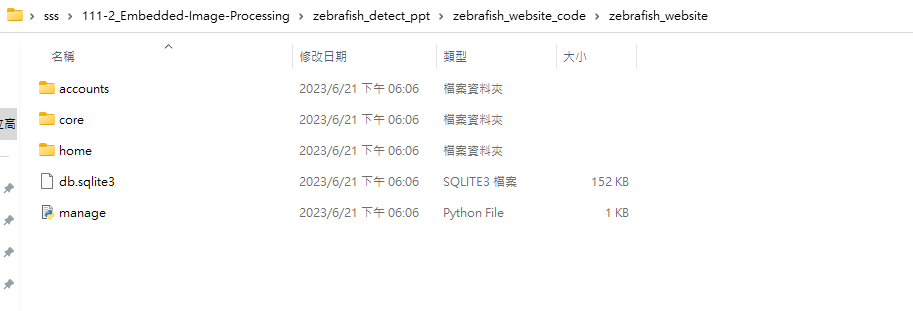 sss > 111-2_Embedded-Image-Processing > zebrafish_detect_ppt > zebrafish_website_code > zebrafish_website
名稱 修改日期 類型 大小
accounts 2023/6/21 下午 06:06 檔案資料夾
core 2023/6/21 下午 06:06 檔案資料夾
home 2023/6/21 下午 06:06 檔案資料夾
db.sqlite3 2023/6/21 下午 06:06 SQLITE3 檔案 152 KB
manage 2023/6/21 下午 06:06 Python File 1 KB